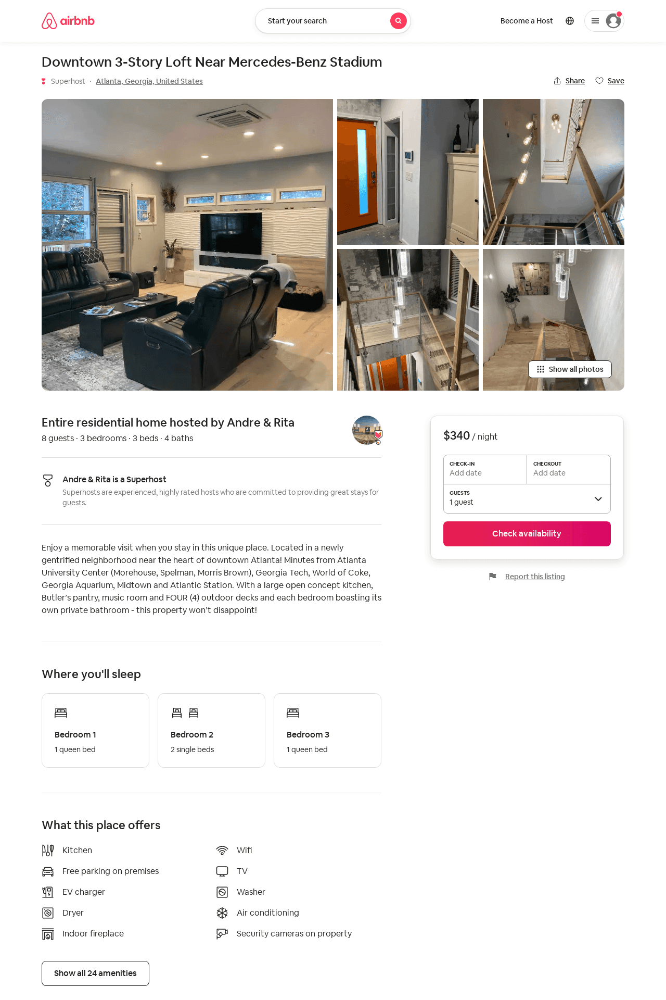 airbnb
Start your search
Become a Host
Downtown 3-Story Loft Near Mercedes-Benz Stadium
Superhost · Atlanta, Georgia, United States
Share
Save
Show all photos
Entire residential home hosted by Andre & Rita
8 guests · 3 bedrooms · 3 beds · 4 baths
Andre & Rita is a Superhost
Superhosts are experienced, highly rated hosts who are committed to providing great stays for
guests.
Enjoy a memorable visit when you stay in this unique place. Located in a newly
gentrified neighborhood near the heart of downtown Atlanta! Minutes from Atlanta
University Center (Morehouse, Spelman, Morris Brown), Georgia Tech, World of Coke,
Georgia Aquarium, Midtown and Atlantic Station. With a large open concept kitchen,
Butler’s pantry, music room and FOUR (4) outdoor decks and each bedroom boasting its
own private bathroom - this property won’t disappoint!
$340 / night
CHECK-IN
Add date
CHECKOUT
Add date
GUESTS
1 guest
Check availability
Report this listing
Where you'll sleep
Bedroom 1
1 queen bed
Bedroom 2
2 single beds
Bedroom 3
1 queen bed
What this place offers
Kitchen
Wifi
Free parking on premises
TV
EV charger
Washer
Dryer
Air conditioning
Indoor fireplace
Security cameras on property
Show all 24 amenities